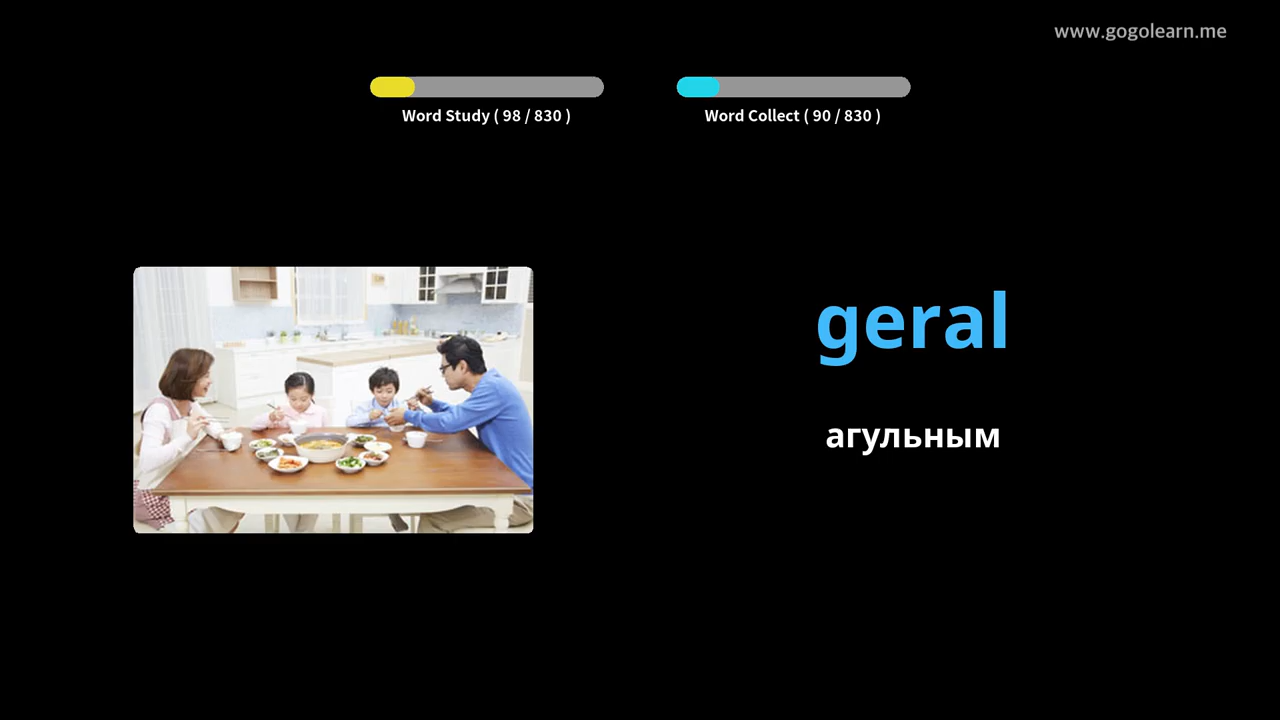 www.gogolearn.me
Word Study ( 98 / 830 )
Word Collect ( 90 / 830 )
geral
агульным